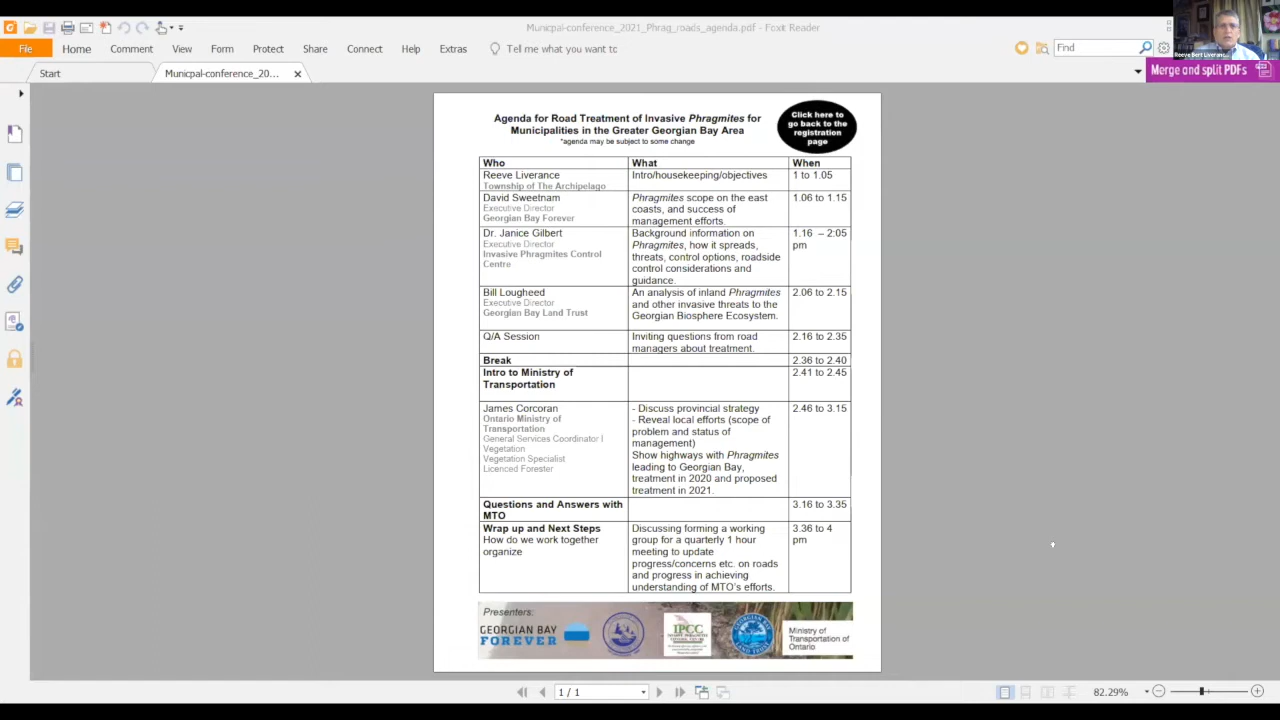 Municpal-conference_2021_Phrag_roads_agenda.pdf - Foxit Reader
File Home Comment View Form Protect Share Connect Help Extras Tell me what you want to Find
Reeve Bert Liveranc...
Start Municpal-conference_20...
Merge and split PDFs
Agenda for Road Treatment of Invasive Phragmites for
Municipalities in the Greater Georgian Bay Area
*agenda may be subject to some change
Click here to
go back to the
registration
page
Who What When
Reeve Liverance Intro/housekeeping/objectives 1 to 1.05
Township of The Archipelago
David Sweetnam Phragmites scope on the east 1.06 to 1.15
Executive Director coasts, and success of
Georgian Bay Forever management efforts.
Dr. Janice Gilbert Background information on 1.16 – 2:05
Executive Director Phragmites, how it spreads, pm
Invasive Phragmites Control threats, control options, roadside
Centre control considerations and
guidance.
Bill Lougheed An analysis of inland Phragmites 2.06 to 2.15
Executive Director and other invasive threats to the
Georgian Bay Land Trust Georgian Biosphere Ecosystem.
Q/A Session Inviting questions from road 2.16 to 2.35
managers about treatment.
Break 2.36 to 2.40
Intro to Ministry of 2.41 to 2.45
Transportation
James Corcoran - Discuss provincial strategy 2.46 to 3.15
Ontario Ministry of - Reveal local efforts (scope of
Transportation problem and status of
General Services Coordinator I management)
Vegetation Show highways with Phragmites
Vegetation Specialist leading to Georgian Bay,
Licenced Forester treatment in 2020 and proposed
treatment in 2021.
Questions and Answers with 3.16 to 3.35
MTO
Wrap up and Next Steps Discussing forming a working 3.36 to 4
How do we work together group for a quarterly 1 hour pm
organize meeting to update
progress/concerns etc. on roads
and progress in achieving
understanding of MTO's efforts.
Presenters:
GEORGIAN BAY
FOREVER
IPCC
GEORGIAN BAY
LAND TRUST
Ministry of
Transportation of
Ontario
1 / 1 82.29%